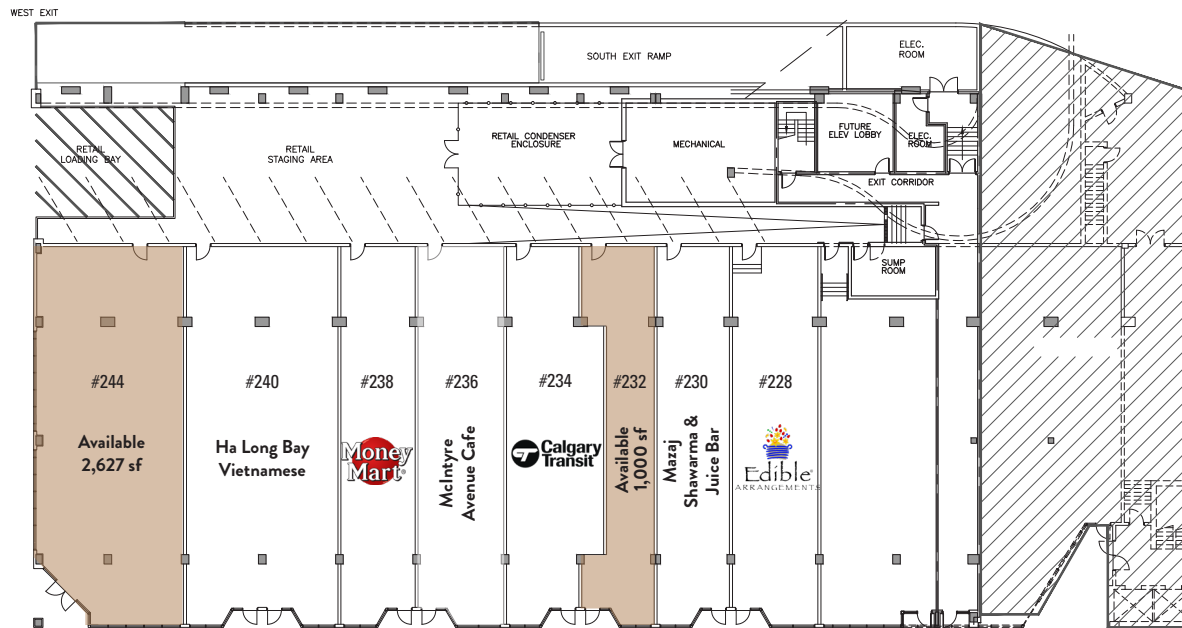 WEST EXIT
SOUTH EXIT RAMP
ELEC.
ROOM
RETAIL
LOADING BAY
RETAIL
STAGING AREA
RETAIL CONDENSER
ENCLOSURE
MECHANICAL
FUTURE
ELEV LOBBY
ELEC.
ROOM
EXIT CORRIDOR
SUMP
ROOM
#244
Available
2,627 sf
#240
Ha Long Bay
Vietnamese
#238
Money
Mart
#236
McIntyre
Avenue Cafe
#234
Calgary
Transit
#232
Available
1,000 sf
#230
Mazaj
Shawarma &
Juice Bar
#228
Edible®
ARRANGEMENTS